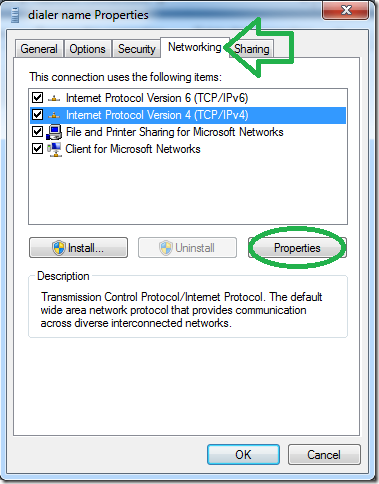 dialer name Properties
General Options Security Networking Sharing
This connection uses the following items:
Internet Protocol Version 6 (TCP/IPv6)
Internet Protocol Version 4 (TCP/IPv4)
File and Printer Sharing for Microsoft Networks
Client for Microsoft Networks
Install... Uninstall Properties
Description
Transmission Control Protocol/Internet Protocol. The default
wide area network protocol that provides communication
across diverse interconnected networks.
OK Cancel